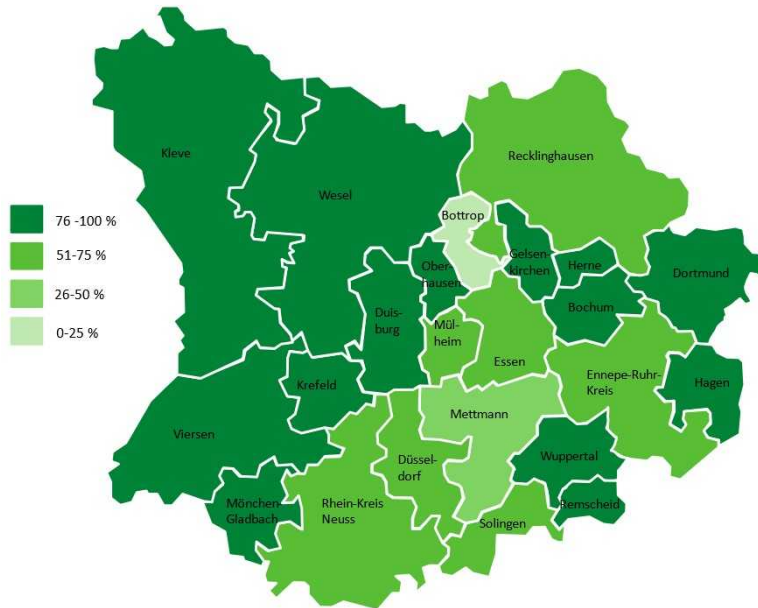 Kleve
Wesel
Recklinghausen
Bottrop
76 -100 %
51-75 %
26-50 %
0-25 %
Ober-
hausen
Gelsen-
kirchen
Herne
Dortmund
Duis-
burg
Bochum
Mül-
heim
Essen
Ennepe-Ruhr-
Kreis
Hagen
Krefeld
Mettmann
Viersen
Wuppertal
Düssel-
dorf
Mönchen-
Gladbach
Rhein-Kreis
Neuss
Remscheid
Solingen